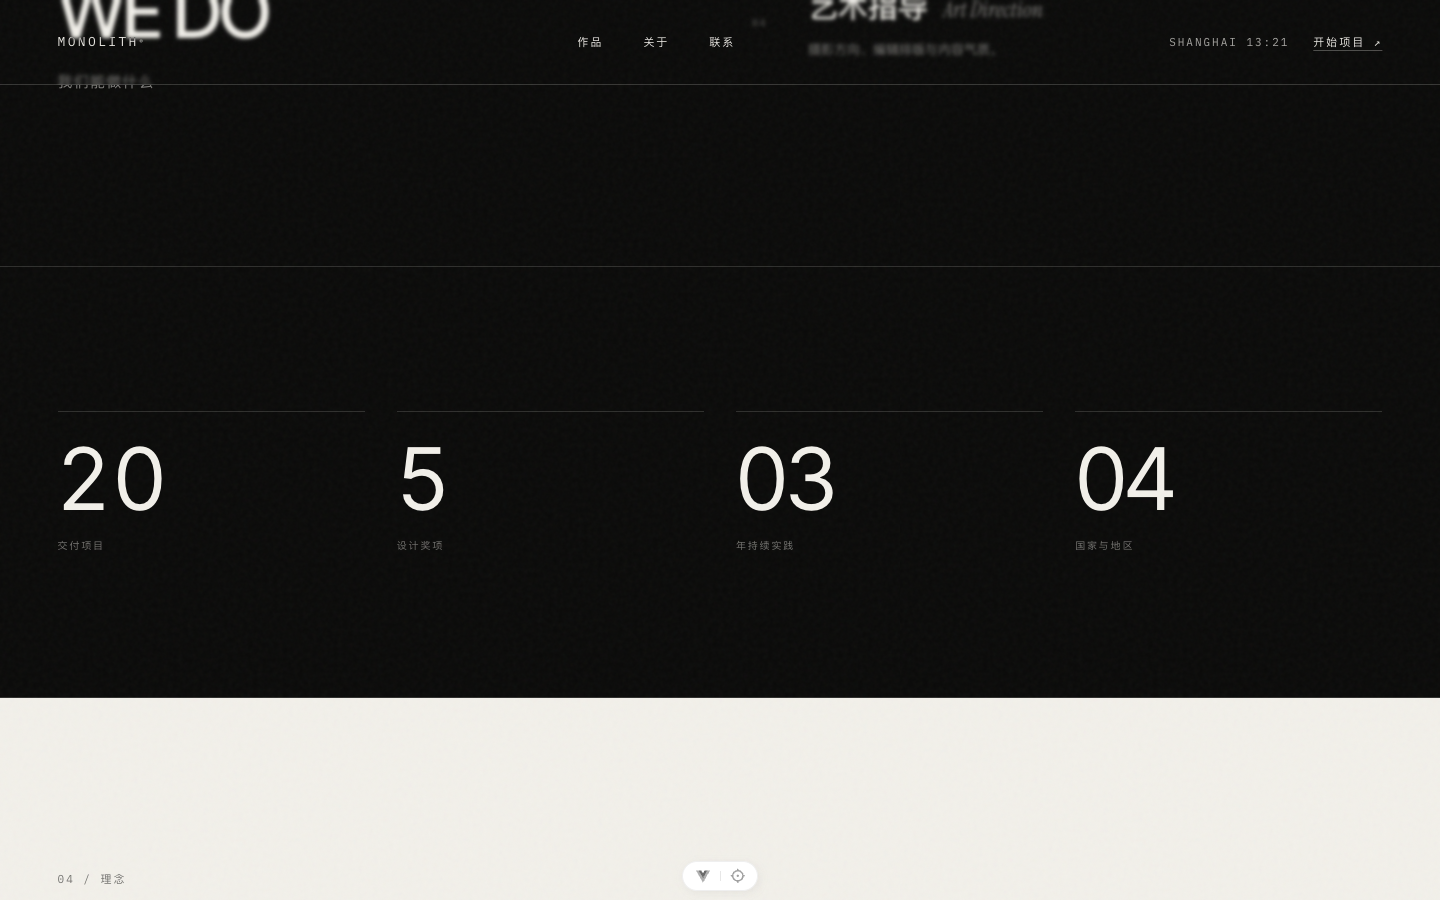 WE DO
艺术指导 Art Direction
MONOLITH
作品 关于 联系
SHANGHAI 13:21 开始项目 ↗
我们能做什么
20 5 03 04
交付项目 设计奖项 年持续实践 国家与地区
04 / 理念